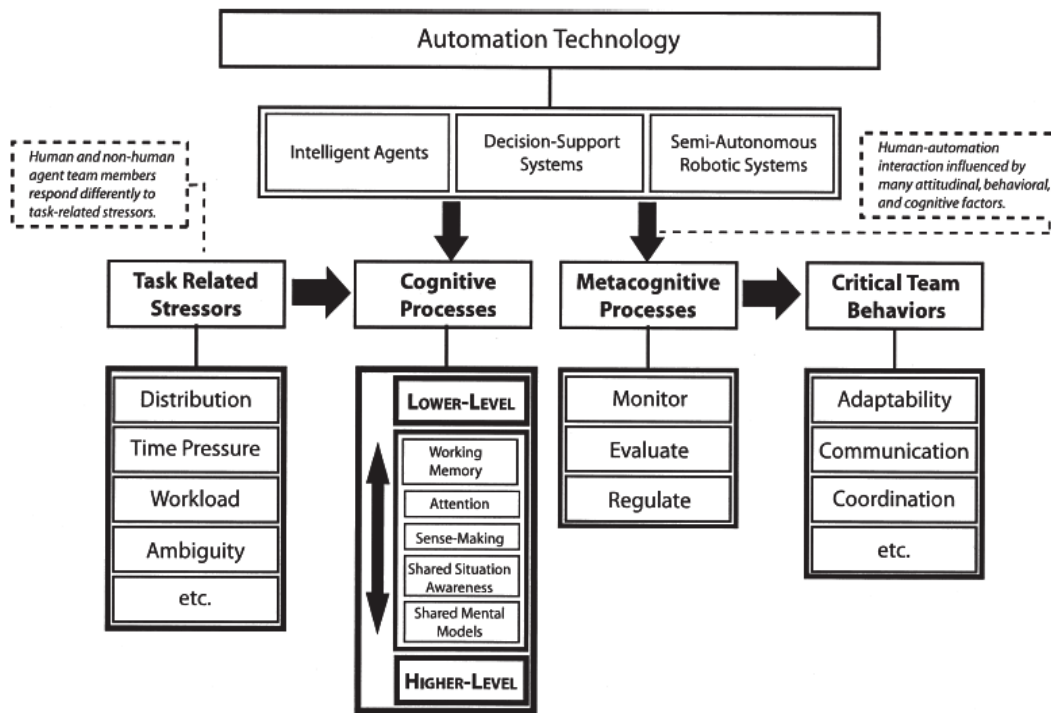 Automation Technology
Intelligent Agents
Decision-Support
Systems
Semi-Autonomous
Robotic Systems
Human and non-human
agent team members
respond differently to
task-related stressors.
Human-automation
interaction influenced by
many attitudinal, behavioral,
and cognitive factors.
Task Related
Stressors
Cognitive
Processes
Metacognitive
Processes
Critical Team
Behaviors
Distribution
Time Pressure
Workload
Ambiguity
etc.
LOWER-LEVEL
Working
Memory
Attention
Sense-Making
Shared Situation
Awareness
Shared Mental
Models
HIGHER-LEVEL
Monitor
Evaluate
Regulate
Adaptability
Communication
Coordination
etc.